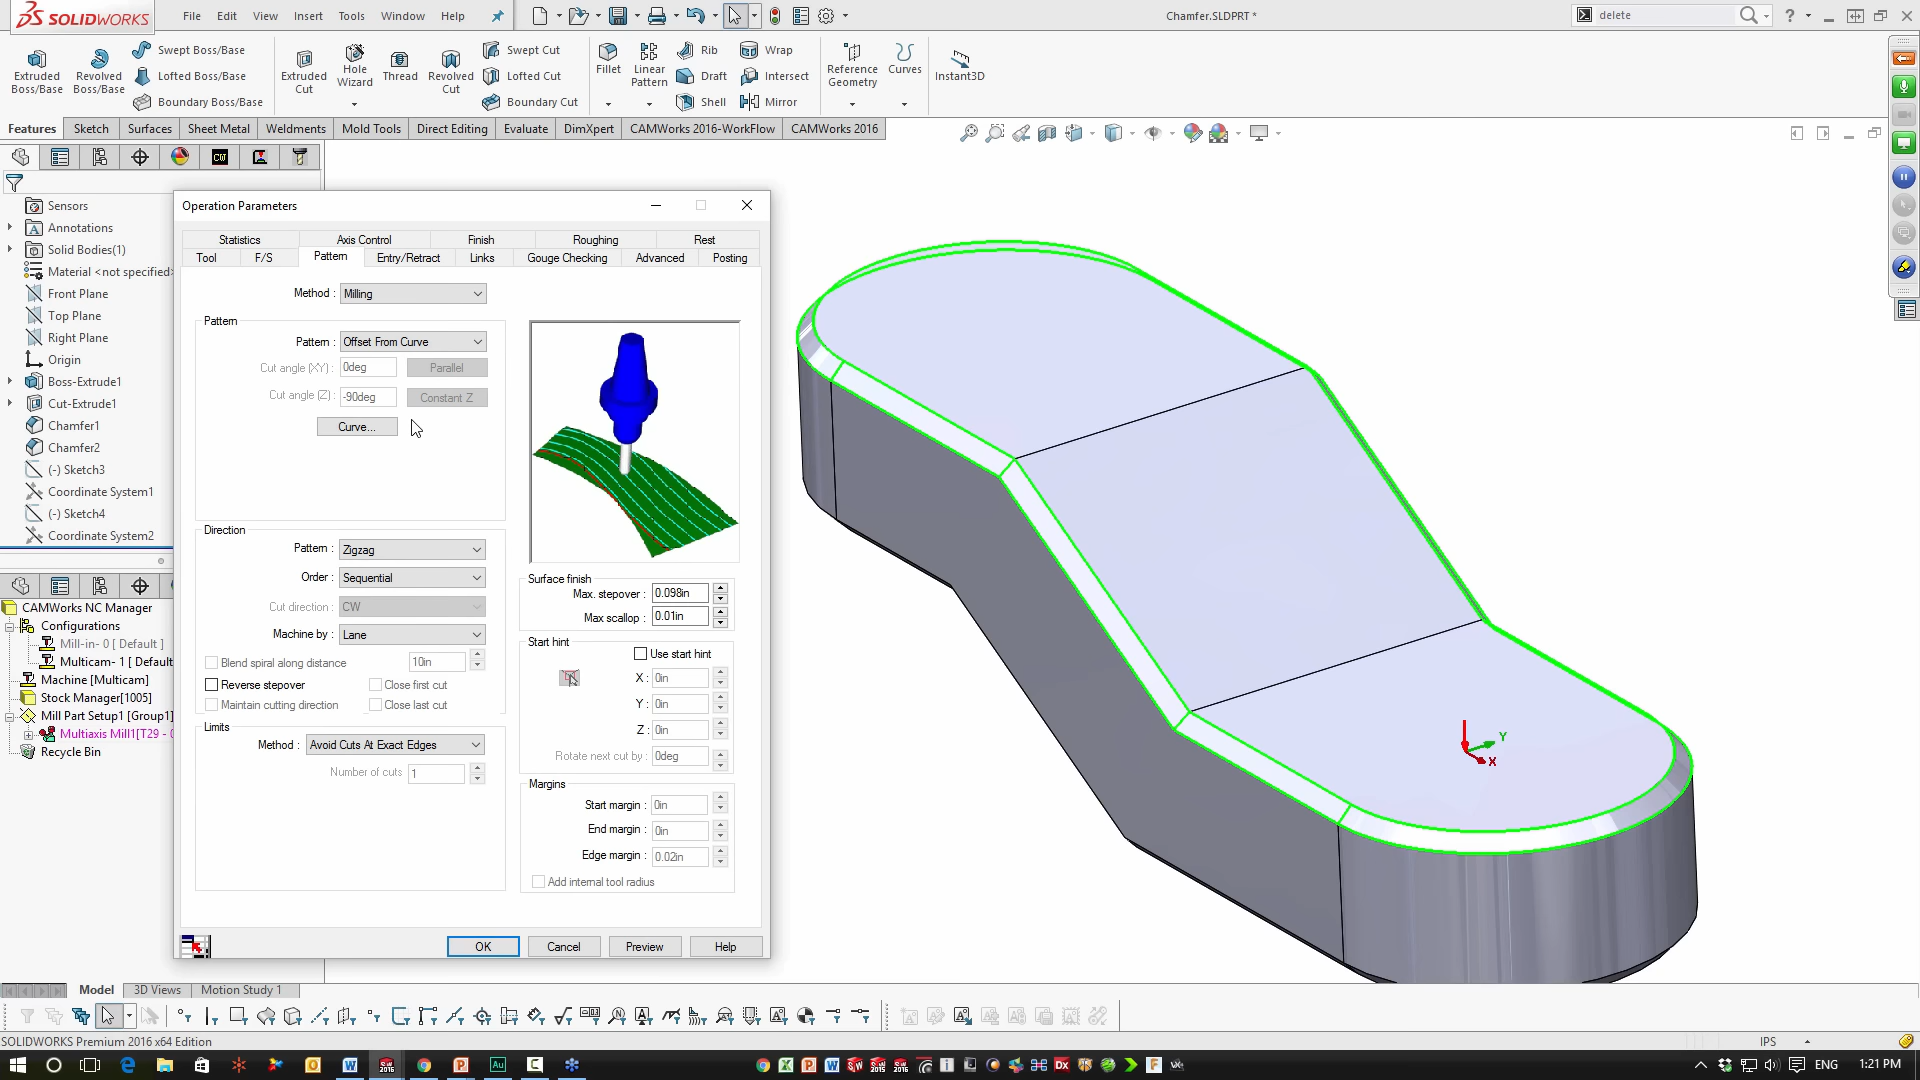 SOLIDWORKS
File Edit View Insert Tools Window Help
Chamfer.SLDPRT *
delete
Extruded Boss/Base
Revolved Boss/Base
Swept Boss/Base
Lofted Boss/Base
Boundary Boss/Base
Extruded Cut
Hole Wizard
Thread
Revolved Cut
Swept Cut
Lofted Cut
Boundary Cut
Fillet
Linear Pattern
Rib
Draft
Shell
Wrap
Intersect
Mirror
Reference Geometry
Curves
Instant3D
Features Sketch Surfaces Sheet Metal Weldments Mold Tools Direct Editing Evaluate DimXpert CAMWorks 2016-WorkFlow CAMWorks 2016
Sensors
Annotations
Solid Bodies(1)
Material <not specified>
Front Plane
Top Plane
Right Plane
Origin
Boss-Extrude1
Cut-Extrude1
Chamfer1
Chamfer2
(-) Sketch3
Coordinate System1
(-) Sketch4
Coordinate System2
CAMWorks NC Manager
Configurations
Mill-in- 0 [ Default ]
Multicam- 1 [ Default
Machine [Multicam]
Stock Manager[1005]
Mill Part Setup1 [Group1]
Multiaxis Mill1[T29 -
Recycle Bin
Operation Parameters
Statistics Axis Control Finish Roughing Rest
Tool F/S Pattern Entry/Retract Links Gouge Checking Advanced Posting
Method : Milling
Pattern
Pattern : Offset From Curve
Cut angle (XY) : 0deg Parallel
Cut angle (Z) : -90deg Constant Z
Curve...
Direction
Pattern : Zigzag
Order : Sequential
Cut direction : CW
Machine by : Lane
Blend spiral along distance 10in
Reverse stepover Close first cut
Maintain cutting direction Close last cut
Limits
Method : Avoid Cuts At Exact Edges
Number of cuts 1
Surface finish
Max. stepover : 0.098in
Max scallop : 0.01in
Start hint
Use start hint
X : 0in
Y : 0in
Z : 0in
Rotate next cut by : 0deg
Margins
Start margin : 0in
End margin : 0in
Edge margin : 0.02in
Add internal tool radius
OK Cancel Preview Help
Y
X
Model 3D Views Motion Study 1
SOLIDWORKS Premium 2016 x64 Edition
IPS
ENG
1:21 PM